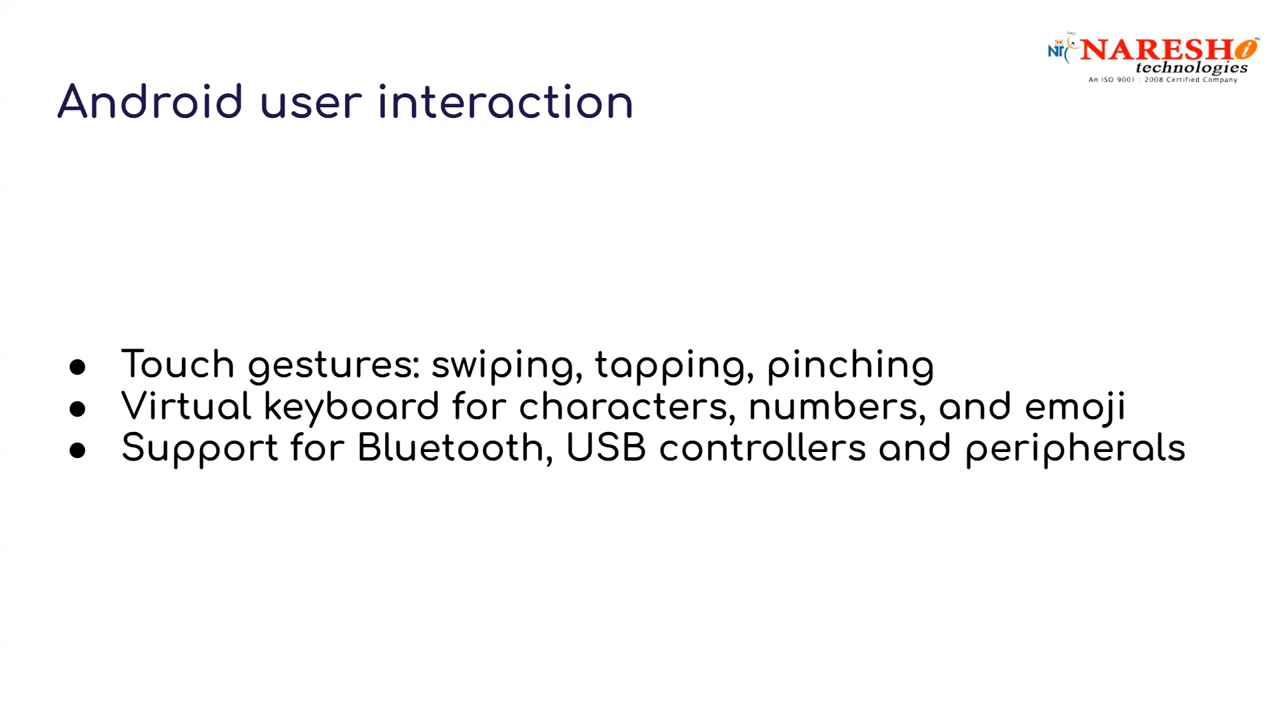 NARESH i
technologies
An ISO 9001 : 2008 Certified Company
Android user interaction
● Touch gestures: swiping, tapping, pinching
● Virtual keyboard for characters, numbers, and emoji
● Support for Bluetooth, USB controllers and peripherals